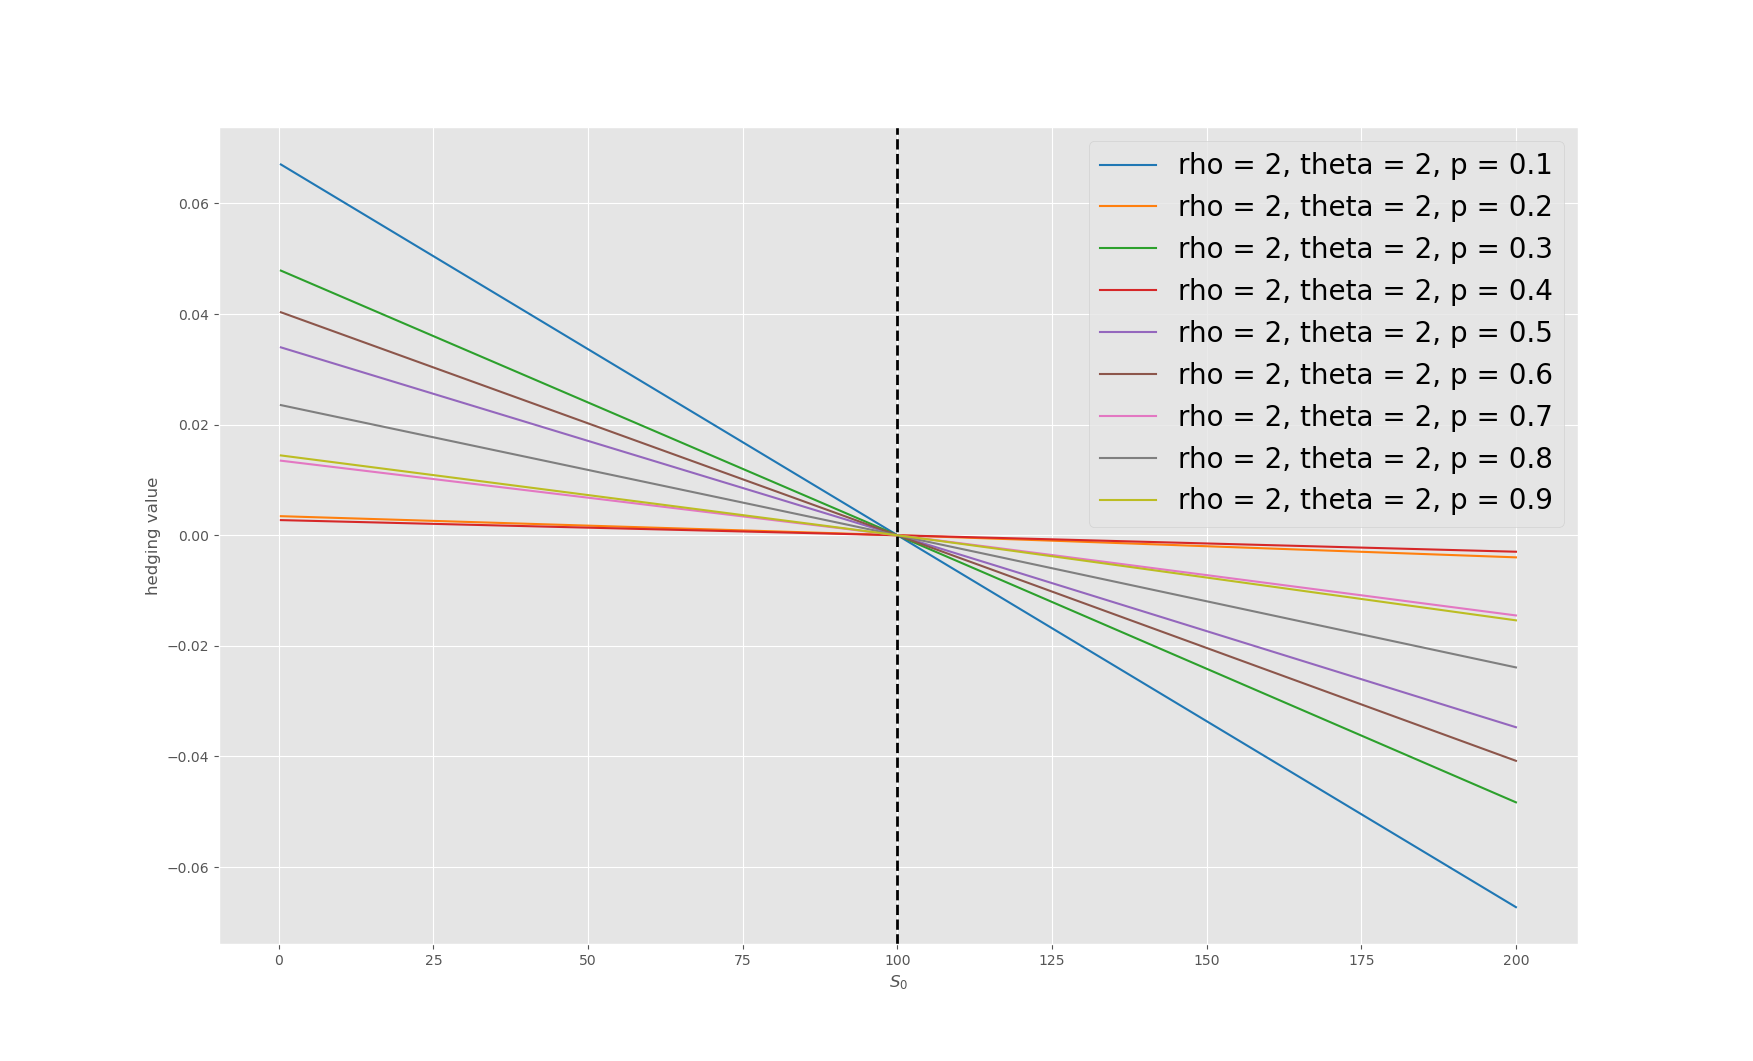 rho = 2, theta = 2, p = 0.1
rho = 2, theta = 2, p = 0.2
rho = 2, theta = 2, p = 0.3
rho = 2, theta = 2, p = 0.4
rho = 2, theta = 2, p = 0.5
rho = 2, theta = 2, p = 0.6
rho = 2, theta = 2, p = 0.7
rho = 2, theta = 2, p = 0.8
rho = 2, theta = 2, p = 0.9
hedging value
0.06
0.04
0.02
0.00
−0.02
−0.04
−0.06
0 25 50 75 100 125 150 175 200
S₀